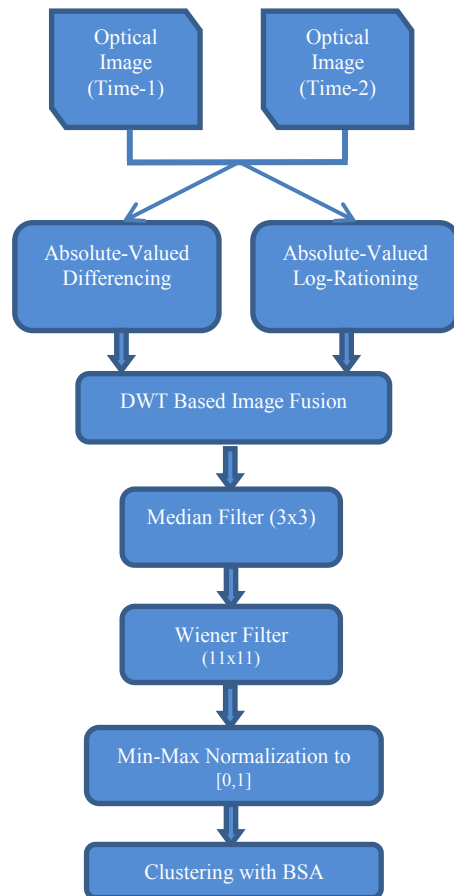 Optical
Image
(Time-1)
Optical
Image
(Time-2)
Absolute-Valued
Differencing
Absolute-Valued
Log-Rationing
DWT Based Image Fusion
Median Filter (3x3)
Wiener Filter
(11x11)
Min-Max Normalization to
[0,1]
Clustering with BSA